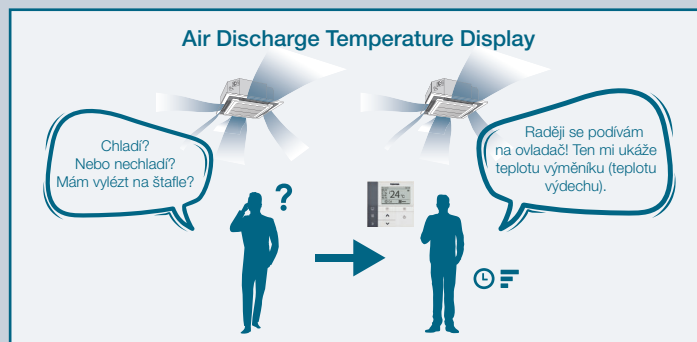 Air Discharge Temperature Display
Chladí?
Nebo nechladí?
Mám vylézt na štafle?
?
Raději se podívám
na ovladač! Ten mi ukáže
teplotu výměníku (teplotu
výdechu).
24